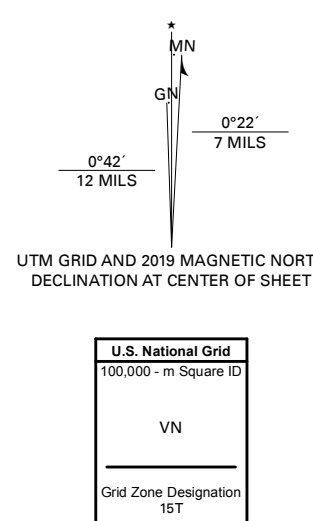 MN
GN
0°22´
7 MILS
0°42´
12 MILS
UTM GRID AND 2019 MAGNETIC NORT
DECLINATION AT CENTER OF SHEET
U.S. National Grid
100,000 - m Square ID
VN
Grid Zone Designation
15T